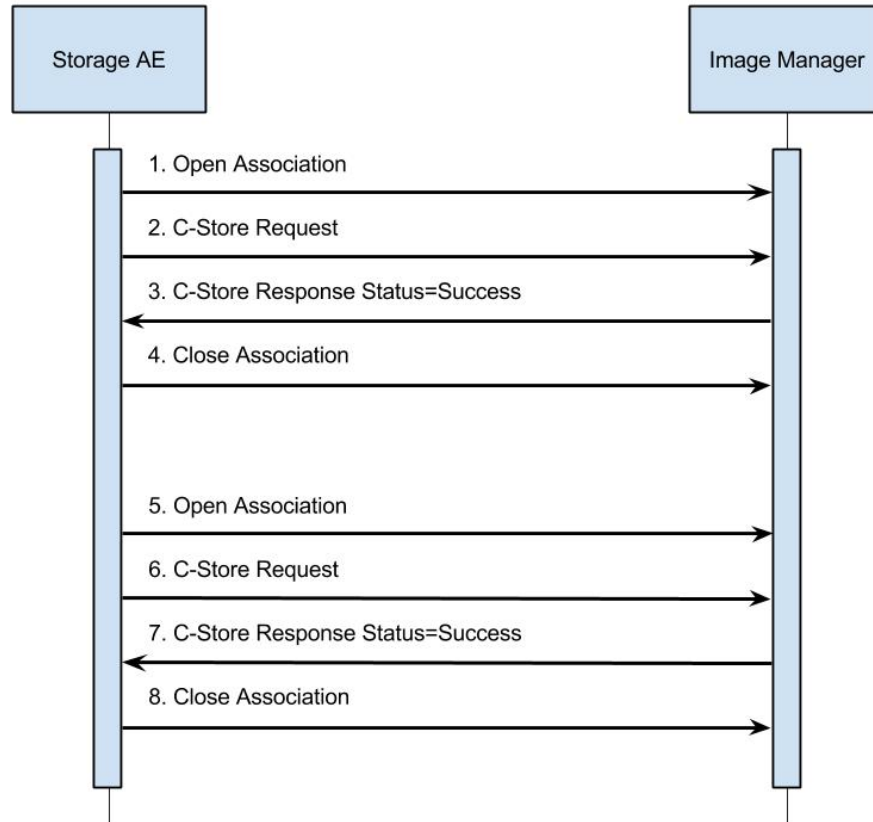 Storage AE
Image Manager
1. Open Association
2. C-Store Request
3. C-Store Response Status=Success
4. Close Association
5. Open Association
6. C-Store Request
7. C-Store Response Status=Success
8. Close Association